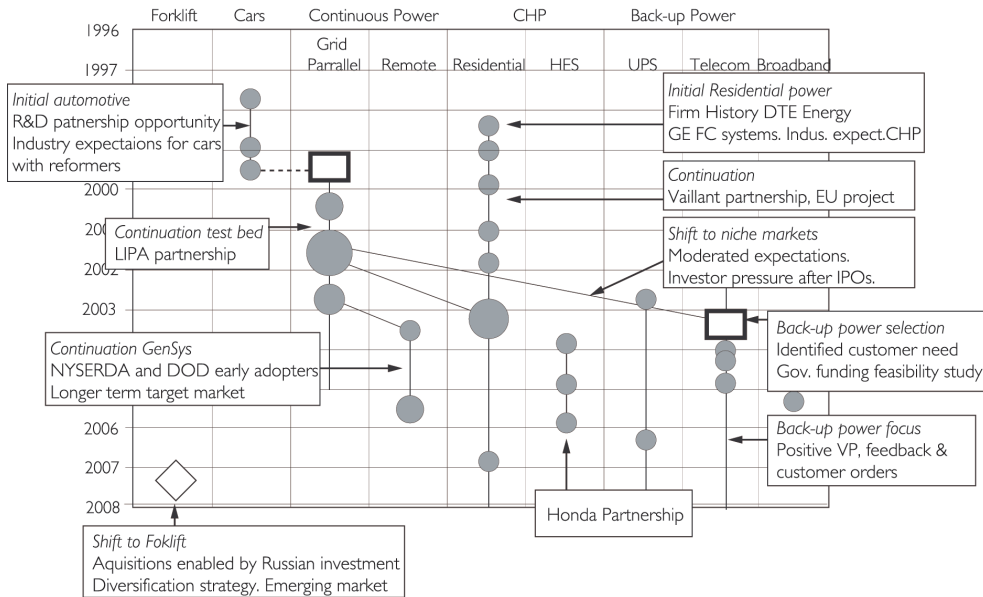 Forklift Cars Continuous Power CHP Back-up Power
1996
Grid
Parrallel Remote Residential HES UPS Telecom Broadband
1997
Initial automotive
R&D patnership opportunity
Industry expectaions for cars
with reformers
Initial Residential power
Firm History DTE Energy
GE FC systems. Indus. expect.CHP
Continuation
Vaillant partnership, EU project
2000
Continuation test bed
LIPA partnership
Shift to niche markets
Moderated expectations.
Investor pressure after IPOs.
2002
2003
Back-up power selection
Identified customer need
Gov. funding feasibility study
Continuation GenSys
NYSERDA and DOD early adopters
Longer term target market
2006
Back-up power focus
Positive VP, feedback &
customer orders
2007
2008
Honda Partnership
Shift to Foklift
Aquisitions enabled by Russian investment
Diversification strategy. Emerging market